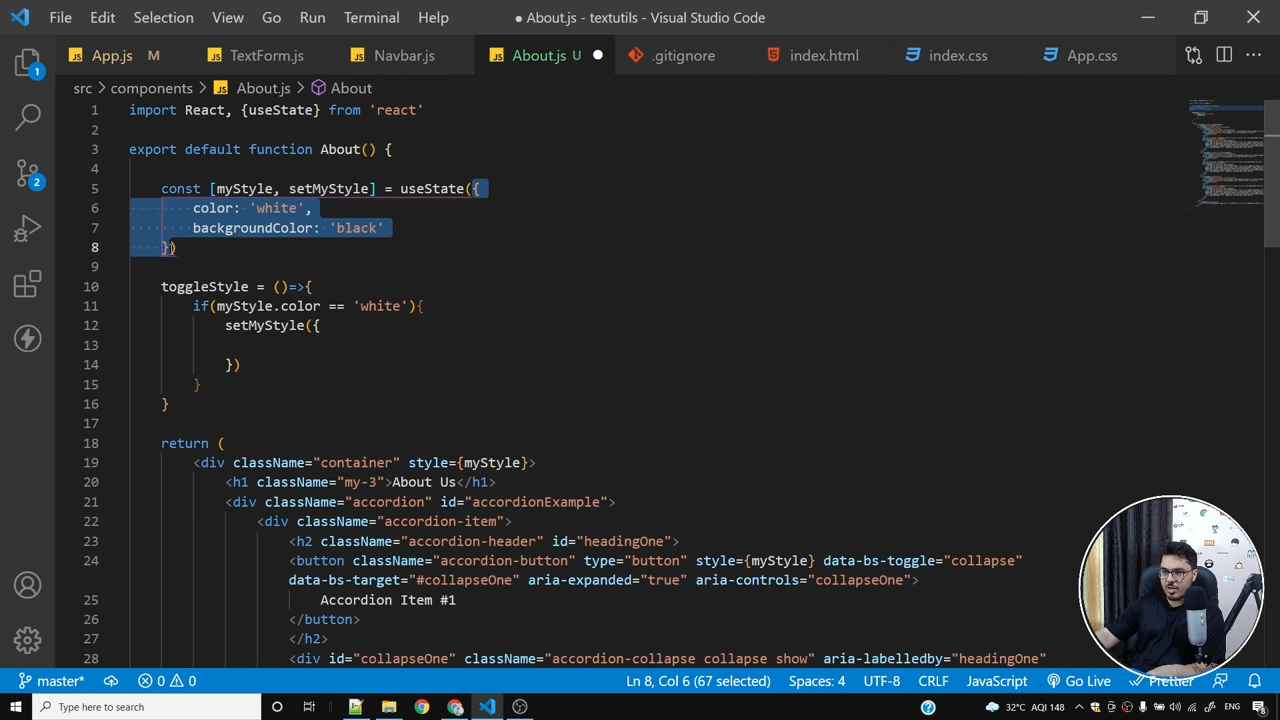 File Edit Selection View Go Run Terminal Help ● About.js - textutils - Visual Studio Code
App.js M TextForm.js Navbar.js About.js U .gitignore index.html index.css App.css
src > components > About.js > About
1 import React, {useState} from 'react'
2
3 export default function About() {
4
5 const [myStyle, setMyStyle] = useState({
6 color: 'white',
7 backgroundColor: 'black'
8 })
9
10 toggleStyle = ()=>{
11 if(myStyle.color == 'white'){
12 setMyStyle({
13
14 })
15 }
16 }
17
18 return (
19 <div className="container" style={myStyle}>
20 <h1 className="my-3">About Us</h1>
21 <div className="accordion" id="accordionExample">
22 <div className="accordion-item">
23 <h2 className="accordion-header" id="headingOne">
24 <button className="accordion-button" type="button" style={myStyle} data-bs-toggle="collapse"
data-bs-target="#collapseOne" aria-expanded="true" aria-controls="collapseOne">
25 Accordion Item #1
26 </button>
27 </h2>
28 <div id="collapseOne" className="accordion-collapse collapse show" aria-labelledby="headingOne"
1
2
master* 0 0 Ln 8, Col 6 (67 selected) Spaces: 4 UTF-8 CRLF JavaScript Go Live Prettier
Type here to search 32°C AQI 148 ENG 8